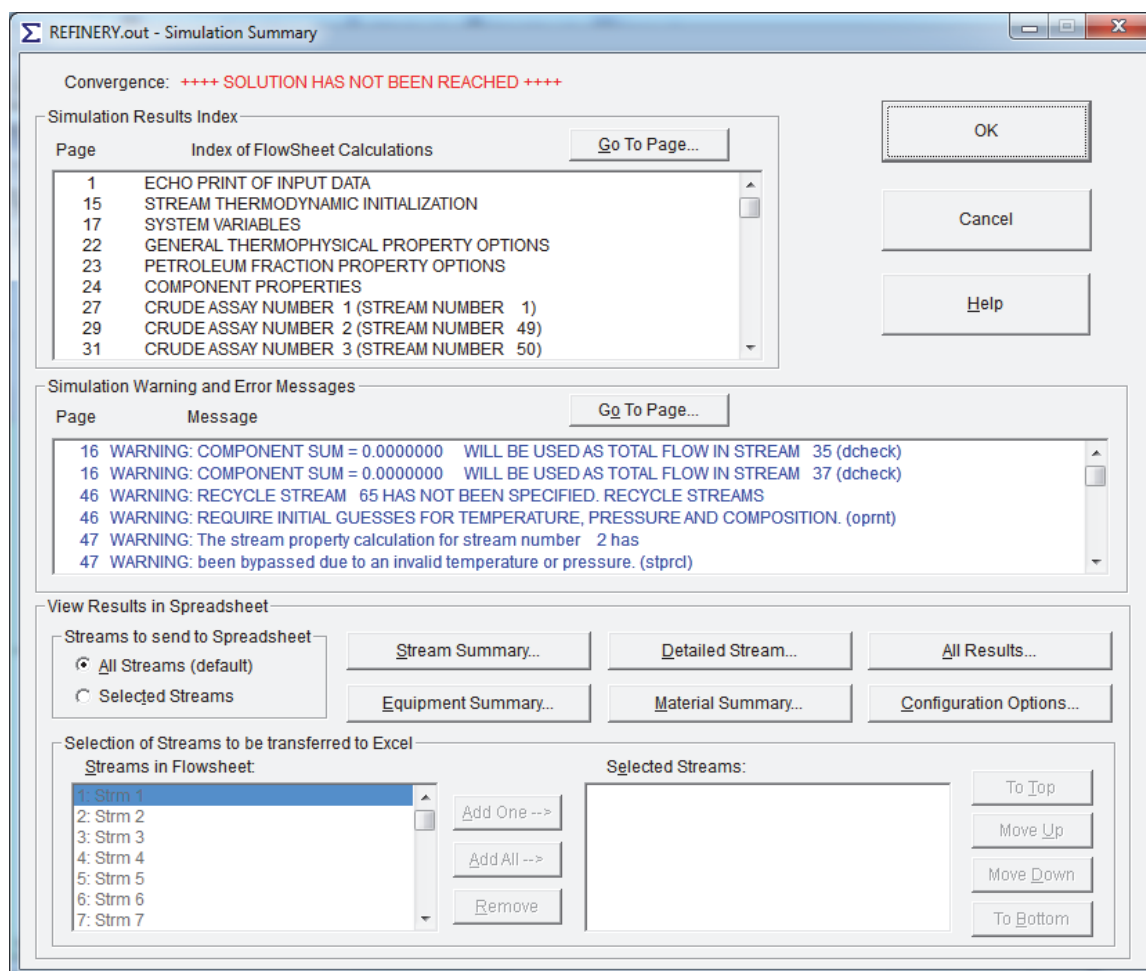 REFINERY.out - Simulation Summary
Convergence: ++++ SOLUTION HAS NOT BEEN REACHED ++++
Simulation Results Index
Page Index of FlowSheet Calculations Go To Page...
1 ECHO PRINT OF INPUT DATA
15 STREAM THERMODYNAMIC INITIALIZATION
17 SYSTEM VARIABLES
22 GENERAL THERMOPHYSICAL PROPERTY OPTIONS
23 PETROLEUM FRACTION PROPERTY OPTIONS
24 COMPONENT PROPERTIES
27 CRUDE ASSAY NUMBER 1 (STREAM NUMBER 1)
29 CRUDE ASSAY NUMBER 2 (STREAM NUMBER 49)
31 CRUDE ASSAY NUMBER 3 (STREAM NUMBER 50)
OK
Cancel
Help
Simulation Warning and Error Messages
Page Message Go To Page...
16 WARNING: COMPONENT SUM = 0.0000000 WILL BE USED AS TOTAL FLOW IN STREAM 35 (dcheck)
16 WARNING: COMPONENT SUM = 0.0000000 WILL BE USED AS TOTAL FLOW IN STREAM 37 (dcheck)
46 WARNING: RECYCLE STREAM 65 HAS NOT BEEN SPECIFIED. RECYCLE STREAMS
46 WARNING: REQUIRE INITIAL GUESSES FOR TEMPERATURE, PRESSURE AND COMPOSITION. (oprnt)
47 WARNING: The stream property calculation for stream number 2 has
47 WARNING: been bypassed due to an invalid temperature or pressure. (stprcl)
View Results in Spreadsheet
Streams to send to Spreadsheet
All Streams (default)
Selected Streams
Stream Summary... Detailed Stream... All Results...
Equipment Summary... Material Summary... Configuration Options...
Selection of Streams to be transferred to Excel
Streams in Flowsheet:
1: Strm 1
2: Strm 2
3: Strm 3
4: Strm 4
5: Strm 5
6: Strm 6
7: Strm 7
Add One -->
Add All -->
Remove
Selected Streams:
To Top
Move Up
Move Down
To Bottom